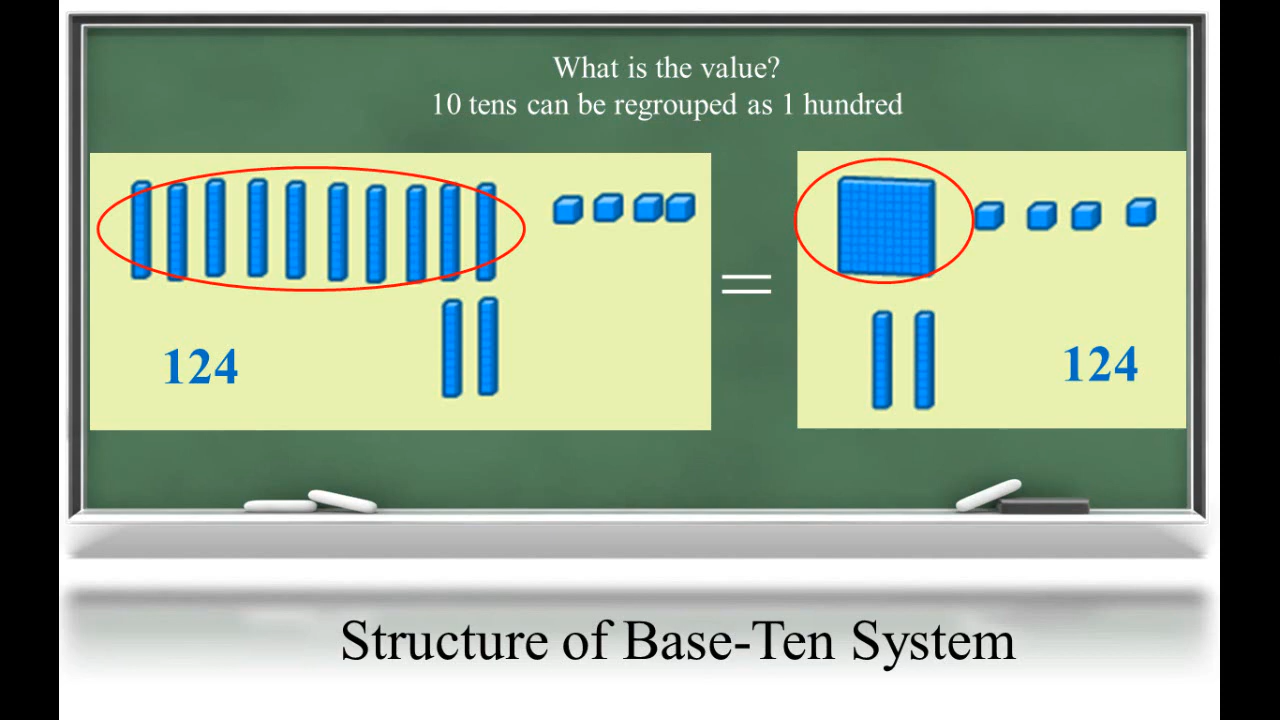 What is the value?
10 tens can be regrouped as 1 hundred
=
124
124
Structure of Base-Ten System